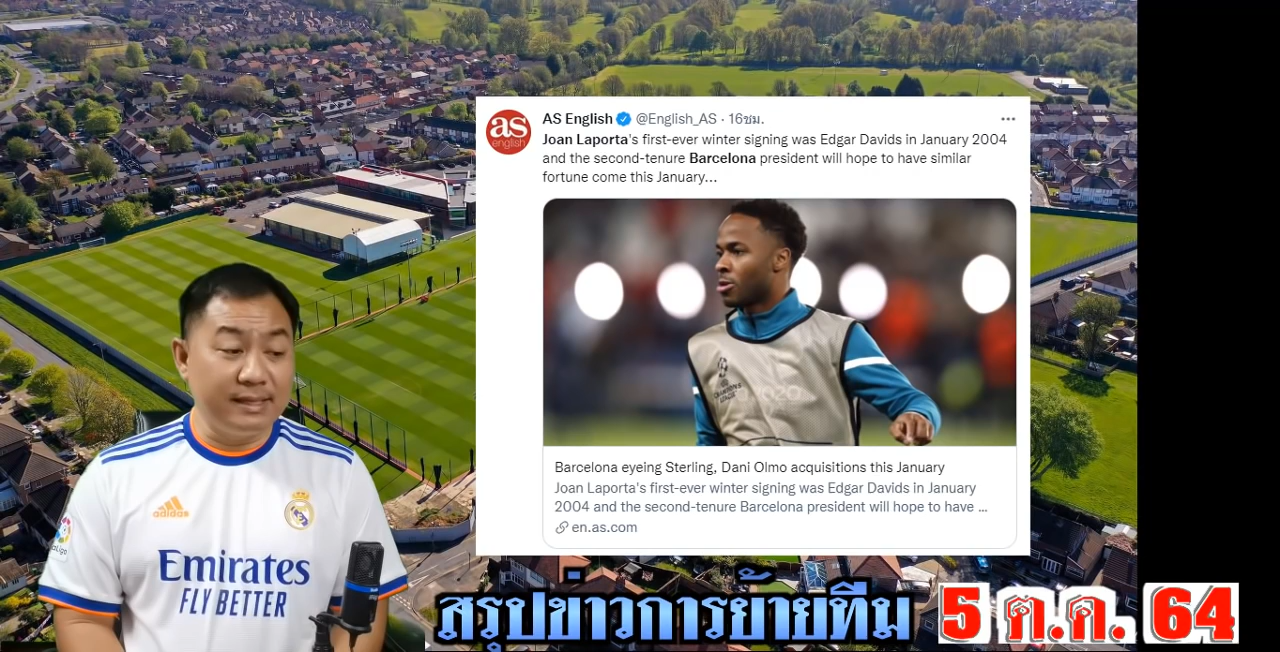 as
english
AS English @English_AS · 16ชม.
Joan Laporta's first-ever winter signing was Edgar Davids in January 2004
and the second-tenure Barcelona president will hope to have similar
fortune come this January...
CHAMPIONS
Barcelona eyeing Sterling, Dani Olmo acquisitions this January
Joan Laporta's first-ever winter signing was Edgar Davids in January
2004 and the second-tenure Barcelona president will hope to have ...
en.as.com
adidas
LaLiga
Emirates
FLY BETTER
สรุปข่าวการย้ายทีม 5 ต.ค. 64